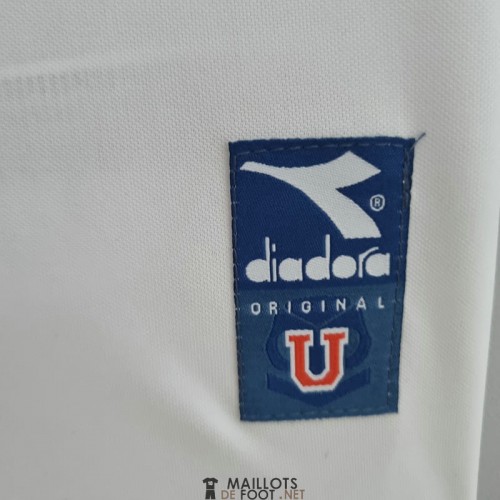 ®
diadora
ORIGINAL
U
MAILLOTS
DE FOOT.NET